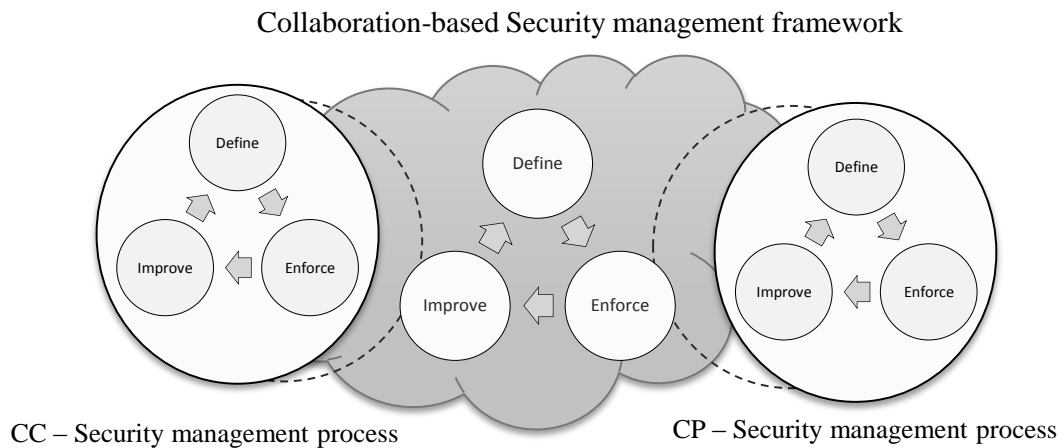 Collaboration-based Security management framework
Define
Improve
Enforce
Define
Improve
Enforce
Define
Improve
Enforce
CC – Security management process
CP – Security management process